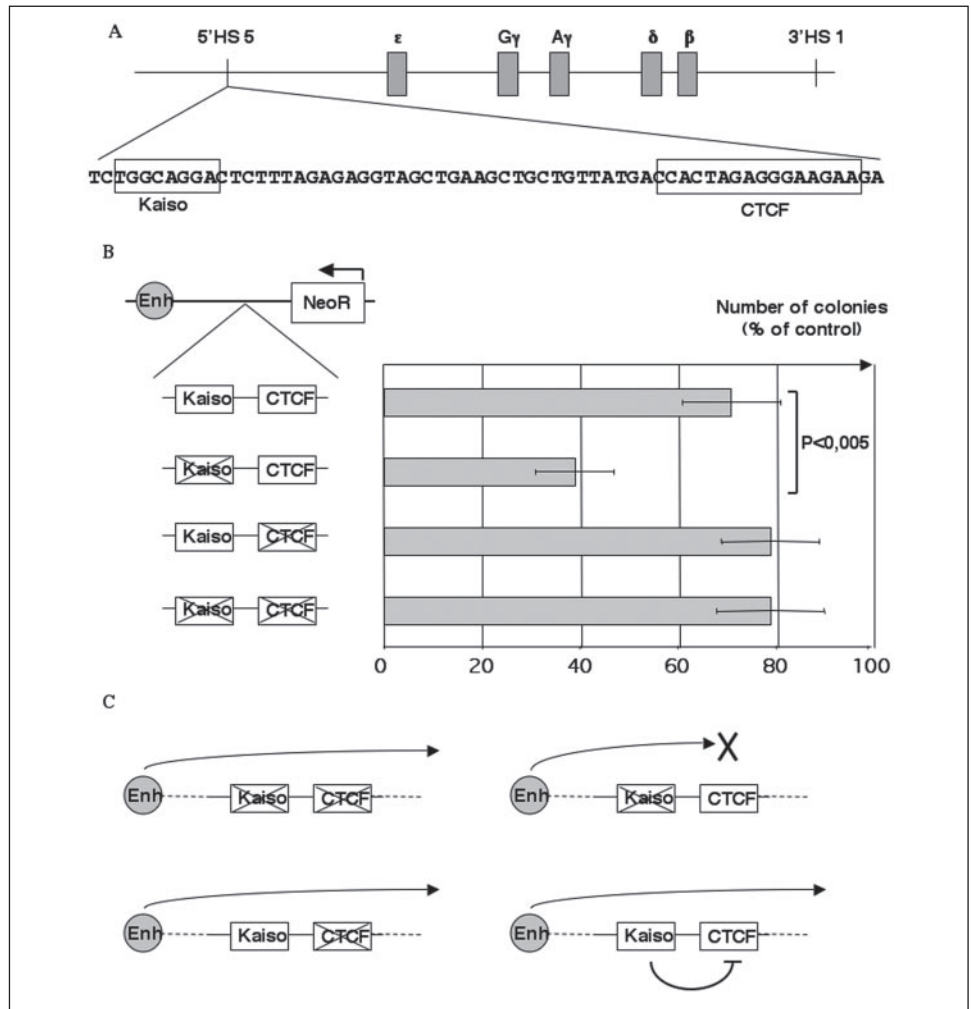 A
5'HS 5 ε Gγ Aγ δ β 3'HS 1
TCTGGCAGGACTCTTTAGAGAGGTAGCTGAAGCTGCTGTTATGACCACTAGAGGGAAGAAGA
Kaiso CTCF
B
Enh NeoR
Number of colonies
(% of control)
Kaiso CTCF
P<0,005
Kaiso CTCF
Kaiso CTCF
Kaiso CTCF
0 20 40 60 80 100
C
Enh Kaiso CTCF Enh Kaiso CTCF
Enh Kaiso CTCF Enh Kaiso CTCF